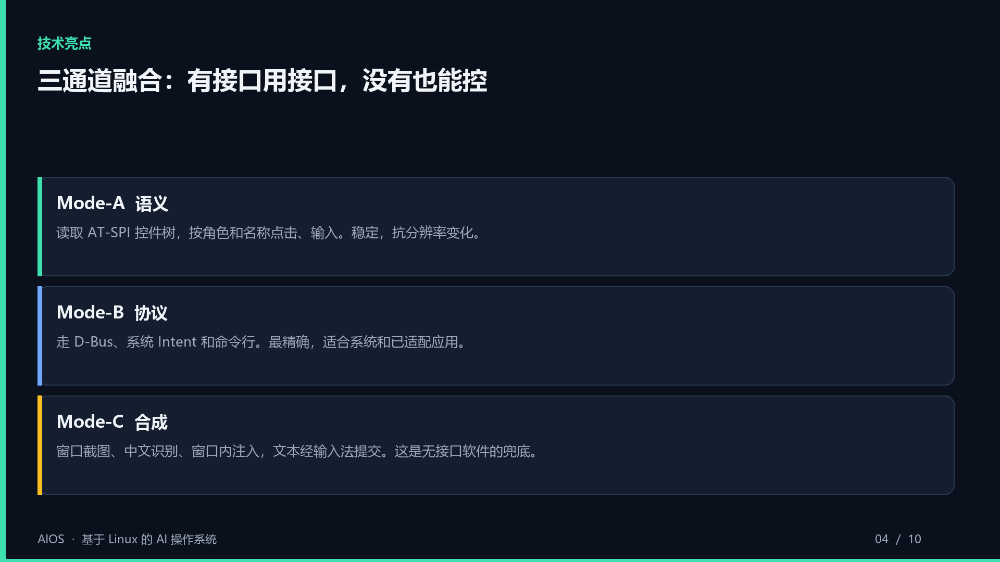 技术亮点
三通道融合：有接口用接口，没有也能控
Mode-A 语义
读取 AT-SPI 控件树，按角色和名称点击、输入。稳定，抗分辨率变化。
Mode-B 协议
走 D-Bus、系统 Intent 和命令行。最精确，适合系统和已适配应用。
Mode-C 合成
窗口截图、中文识别、窗口内注入，文本经输入法提交。这是无接口软件的兜底。
AIOS · 基于 Linux 的 AI 操作系统
04 / 10